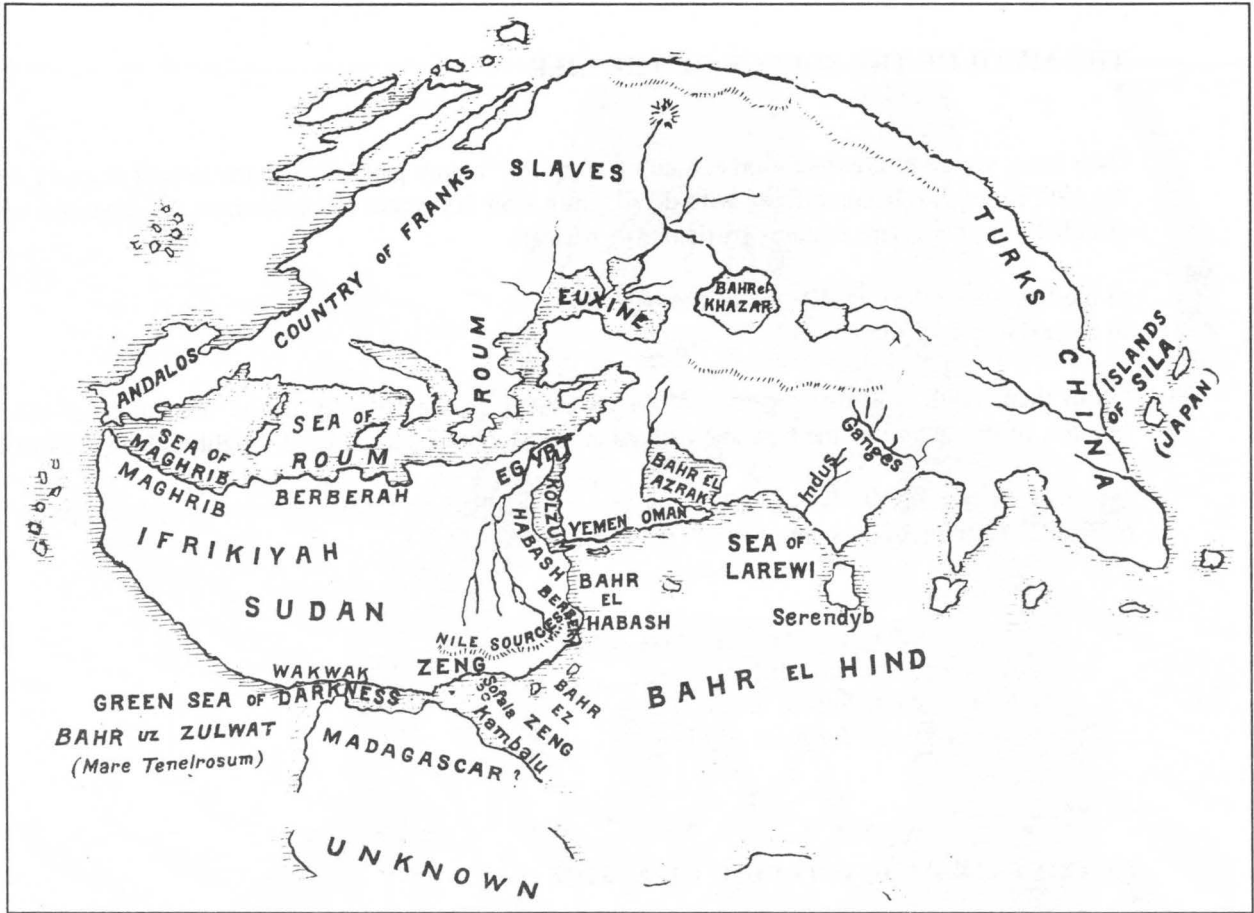 SLAVES
COUNTRY OF FRANKS
TURKS
EUXINE
BAHR el
KHAZAR
ROUM
ANDALOS
CHINA
ISLANDS
OF SILA
(JAPAN)
SEA OF
MAGHRIB
SEA OF
ROUM
MAGHRIB
BERBERAH
EGYPT
Ganges
Indus
BAHR EL
AZRAK
IFRIKIYAH
HABASH
YEMEN OMAN
SEA OF
LAREWI
SUDAN
BERBERA
BAHR
EL
HABASH
Serendyb
NILE SOURCES
ZENG
WAKWAK
GREEN SEA OF DARKNESS
BAHR UZ ZULWAT
(Mare Tenelrosum)
Sofala
Kambalu
BAHR
EZ
ZENG
BAHR EL HIND
MADAGASCAR ?
UNKNOWN